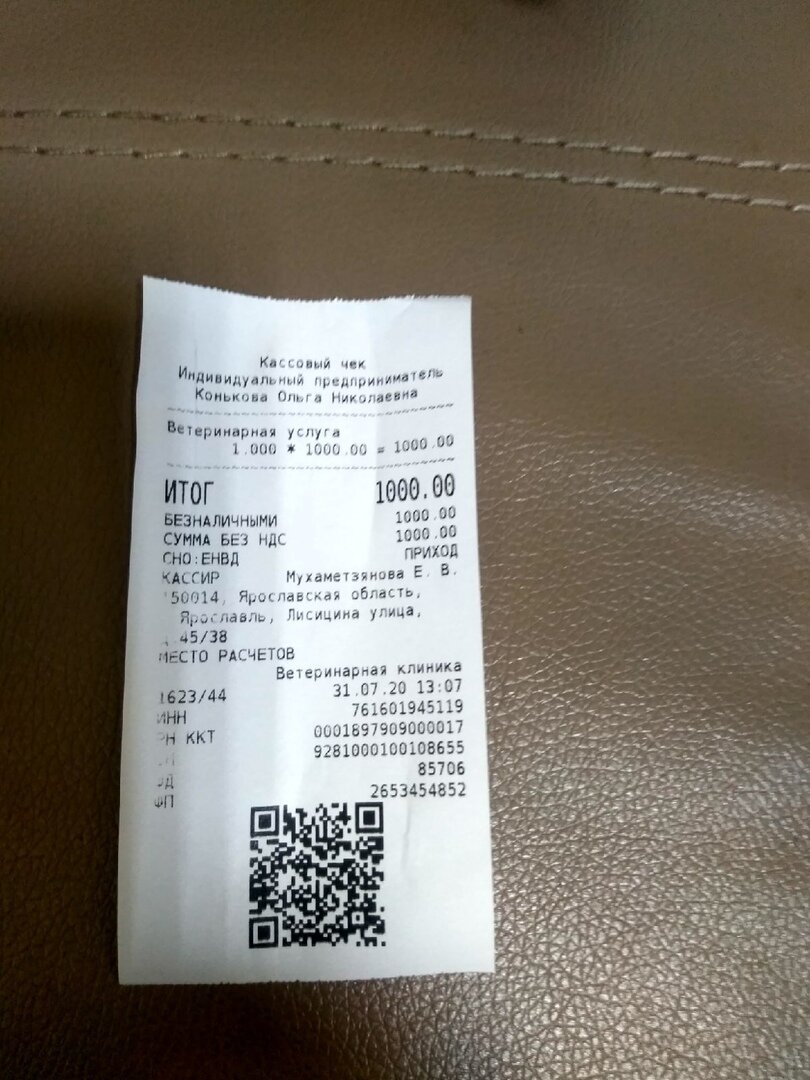 Кассовый чек
Индивидуальный предприниматель
Конькова Ольга Николаевна
Ветеринарная услуга
1.000 * 1000.00 = 1000.00
ИТОГ 1000.00
БЕЗНАЛИЧНЫМИ 1000.00
СУММА БЕЗ НДС 1000.00
СНО:ЕНВД ПРИХОД
КАССИР Мухаметзянова Е. В.
50014, Ярославская область,
Ярославль, Лисицина улица,
45/38
МЕСТО РАСЧЕТОВ
Ветеринарная клиника
1623/44 31.07.20 13:07
ИНН 761601945119
РН ККТ 0001897909000017
9281000100108655
ФД 85706
ФП 2653454852